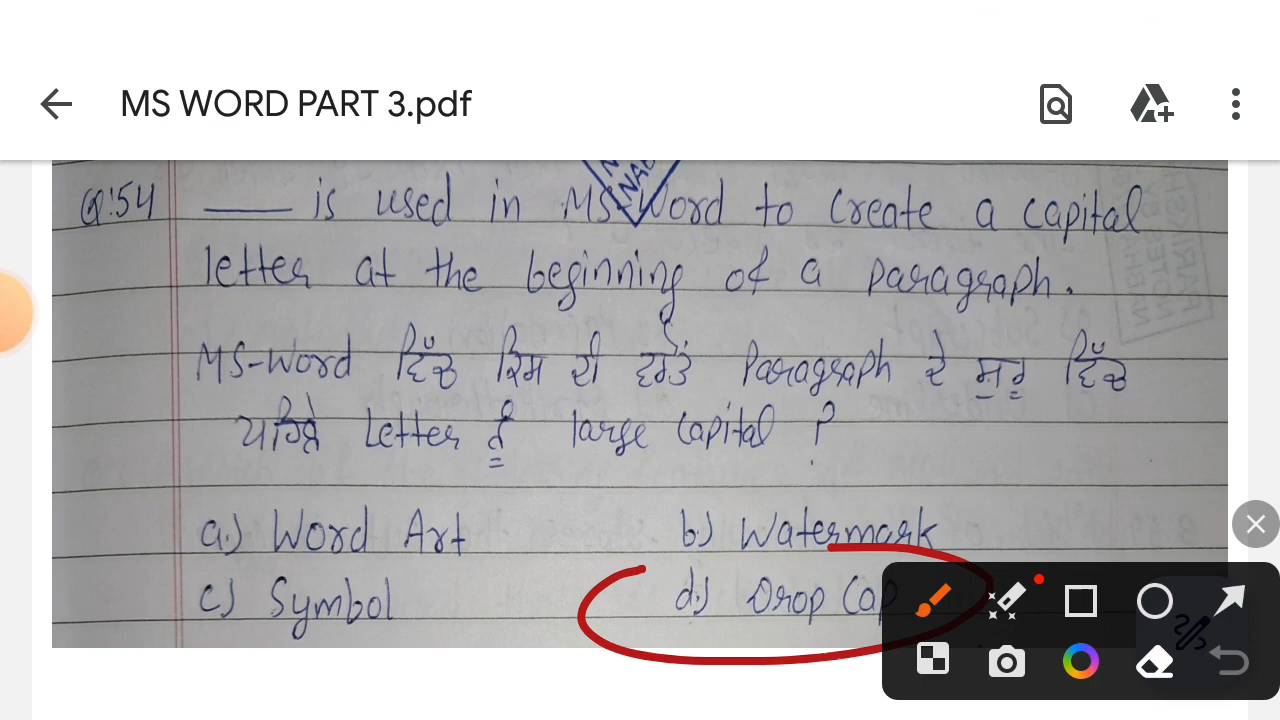 MS WORD PART 3.pdf
Q:54 ___ is used in MS-Word to create a capital
letter at the beginning of a paragraph.
MS-Word ਵਿੱਚ ਕਿਸ ਦੀ ਵਰਤੋਂ Paragraph ਦੇ ਸ਼ੁਰੂ ਵਿੱਚ
ਪਹਿਲੇ Letter ਨੂੰ large capital ?
a.) Word Art b.) Watermark
c.) Symbol d.) Drop Cap